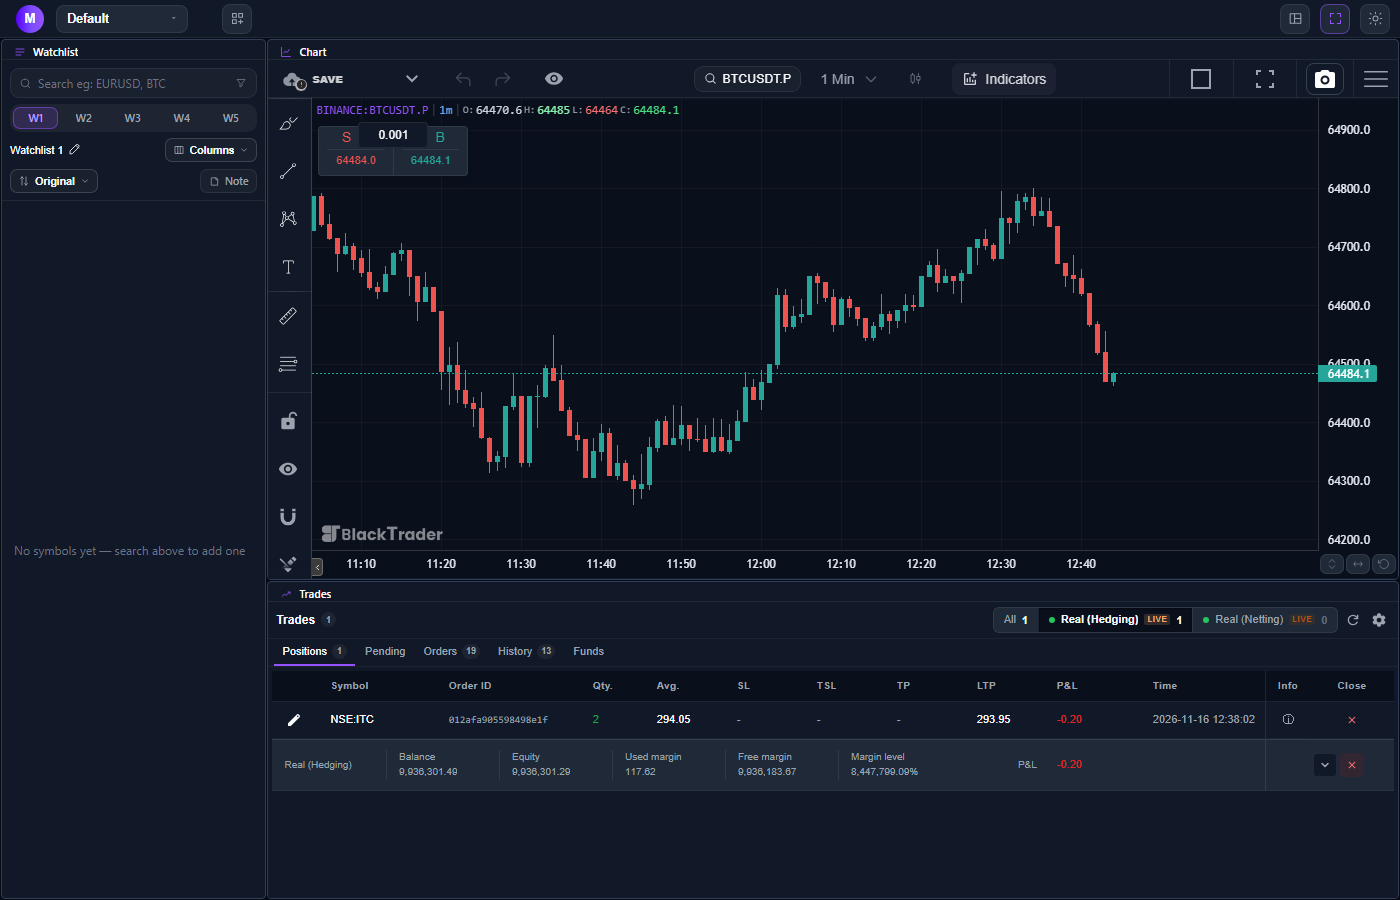 M Default
Watchlist
Search eg: EURUSD, BTC
W1 W2 W3 W4 W5
Watchlist 1 Columns
Original Note
No symbols yet — search above to add one
Chart
SAVE BTCUSDT.P 1 Min Indicators
BINANCE:BTCUSDT.P 1m O: 64470.6 H: 64485 L: 64464 C: 64484.1
S 0.001 B
64484.0 64484.1
64900.0
64800.0
64700.0
64600.0
64500.0
64484.1
64400.0
64300.0
64200.0
BlackTrader
11:10 11:20 11:30 11:40 11:50 12:00 12:10 12:20 12:30 12:40
Trades
Trades 1 All 1 Real (Hedging) LIVE 1 Real (Netting) LIVE 0
Positions 1 Pending Orders 19 History 13 Funds
Symbol Order ID Qty. Avg. SL TSL TP LTP P&L Time Info Close
NSE:ITC 012afa905598498e1f 2 294.05 - - - 293.95 -0.20 2026-11-16 12:38:02
Real (Hedging) Balance Equity Used margin Free margin Margin level P&L -0.20
9,936,301.49 9,936,301.29 117.62 9,936,183.67 8,447,799.09%